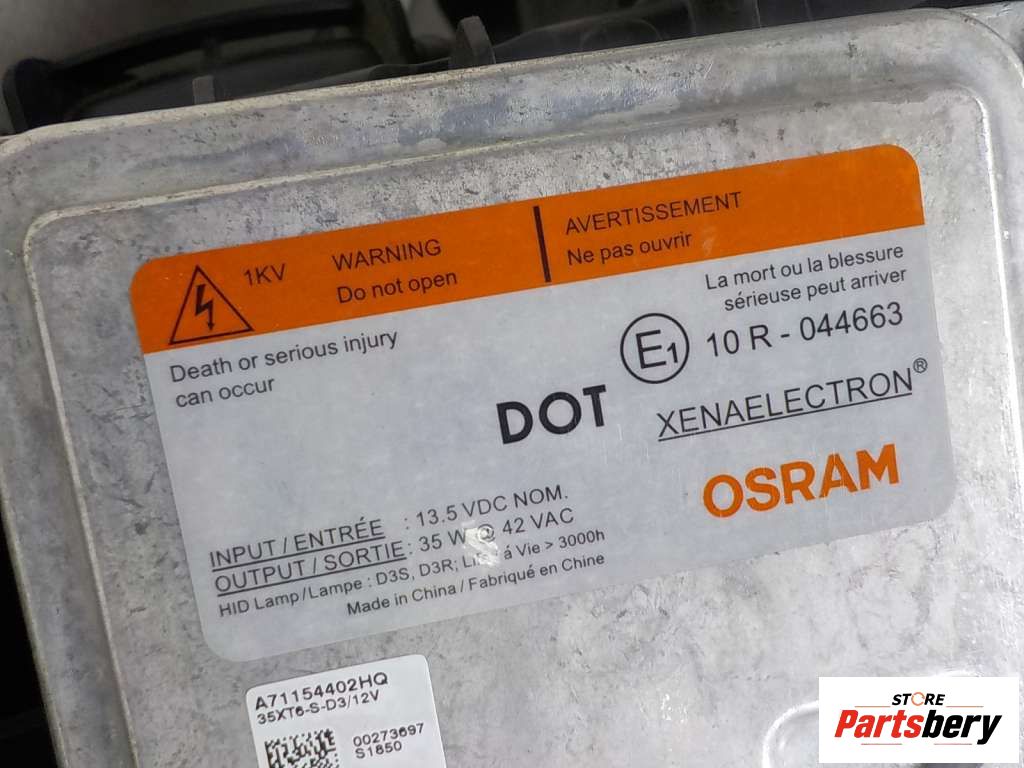 1KV
WARNING
Do not open
AVERTISSEMENT
Ne pas ouvrir
Death or serious injury
can occur
La mort ou la blessure
sérieuse peut arriver
E1 10 R - 044663
DOT
XENAELECTRON®
OSRAM
INPUT / ENTRÉE : 13.5 VDC NOM.
OUTPUT / SORTIE : 35 W @ 42 VAC
HID Lamp / Lampe : D3S, D3R; á Vie > 3000h
Made in China / Fabriqué en Chine
A71154402HQ
35XT6-S-D3/12V
00273697
S1850
STORE
Partsbery